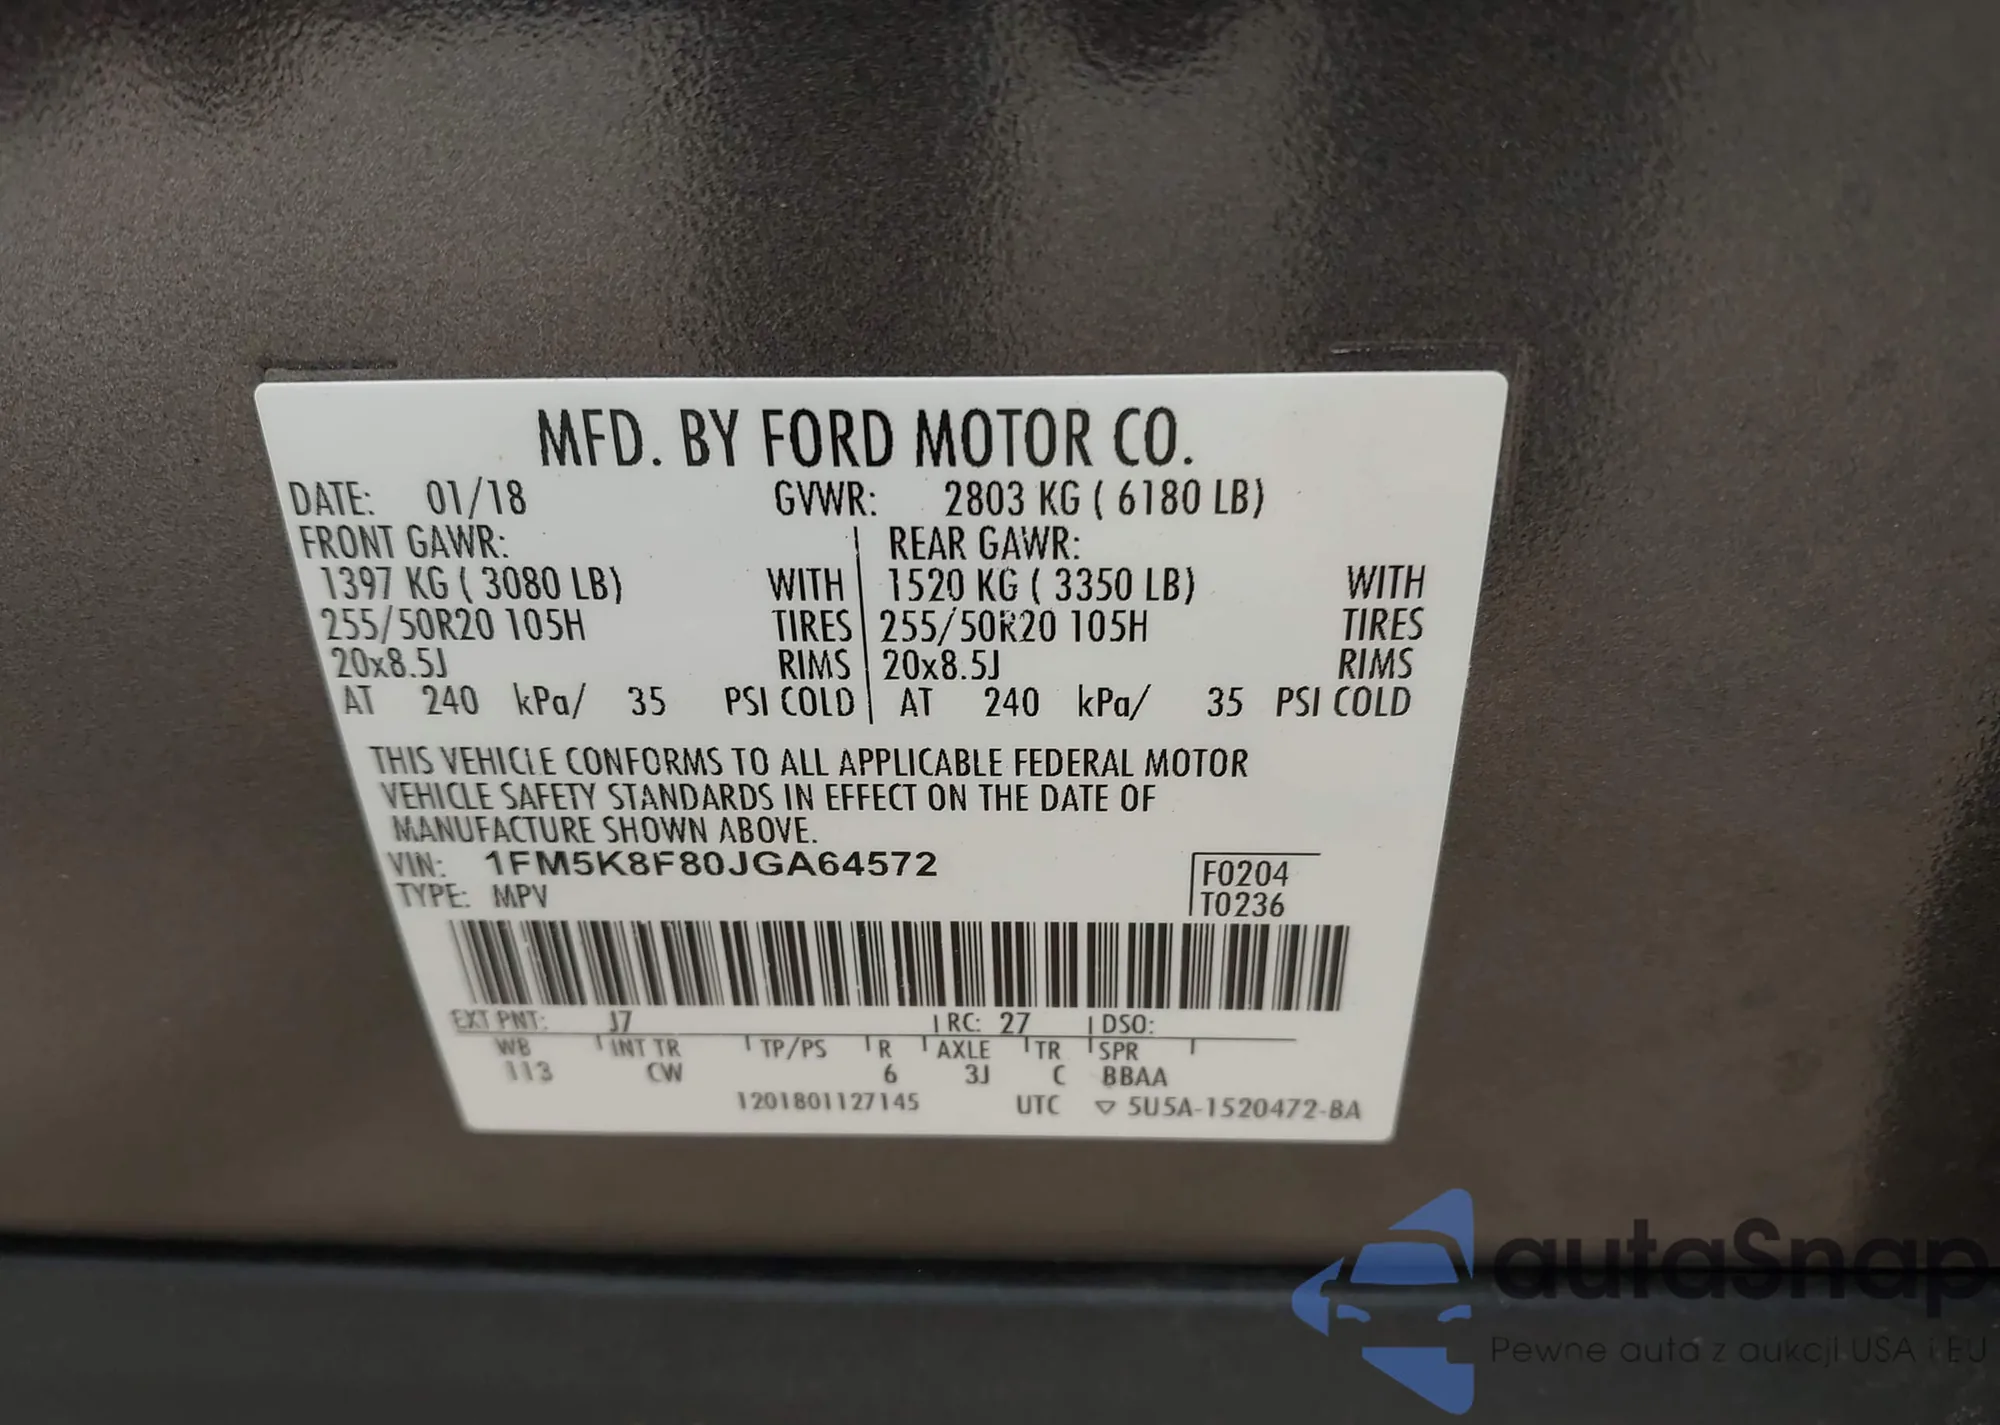 MFD. BY FORD MOTOR CO.
DATE: 01/18 GVWR: 2803 KG ( 6180 LB)
FRONT GAWR: REAR GAWR:
1397 KG ( 3080 LB) WITH 1520 KG ( 3350 LB) WITH
255/50R20 105H TIRES 255/50R20 105H TIRES
20x8.5J RIMS 20x8.5J RIMS
AT 240 kPa/ 35 PSI COLD AT 240 kPa/ 35 PSI COLD
THIS VEHICLE CONFORMS TO ALL APPLICABLE FEDERAL MOTOR
VEHICLE SAFETY STANDARDS IN EFFECT ON THE DATE OF
MANUFACTURE SHOWN ABOVE.
VIN: 1FM5K8F80JGA64572 F0204
TYPE: MPV T0236
EXT PNT: J7 RC: 27 DSO:
WB INT TR TP/PS R AXLE TR SPR
113 CW 6 3J C BBAA
1201801127145 UTC ▽ 5U5A-1520472-BA
autaSnap
Pewne auta z aukcji USA i EU